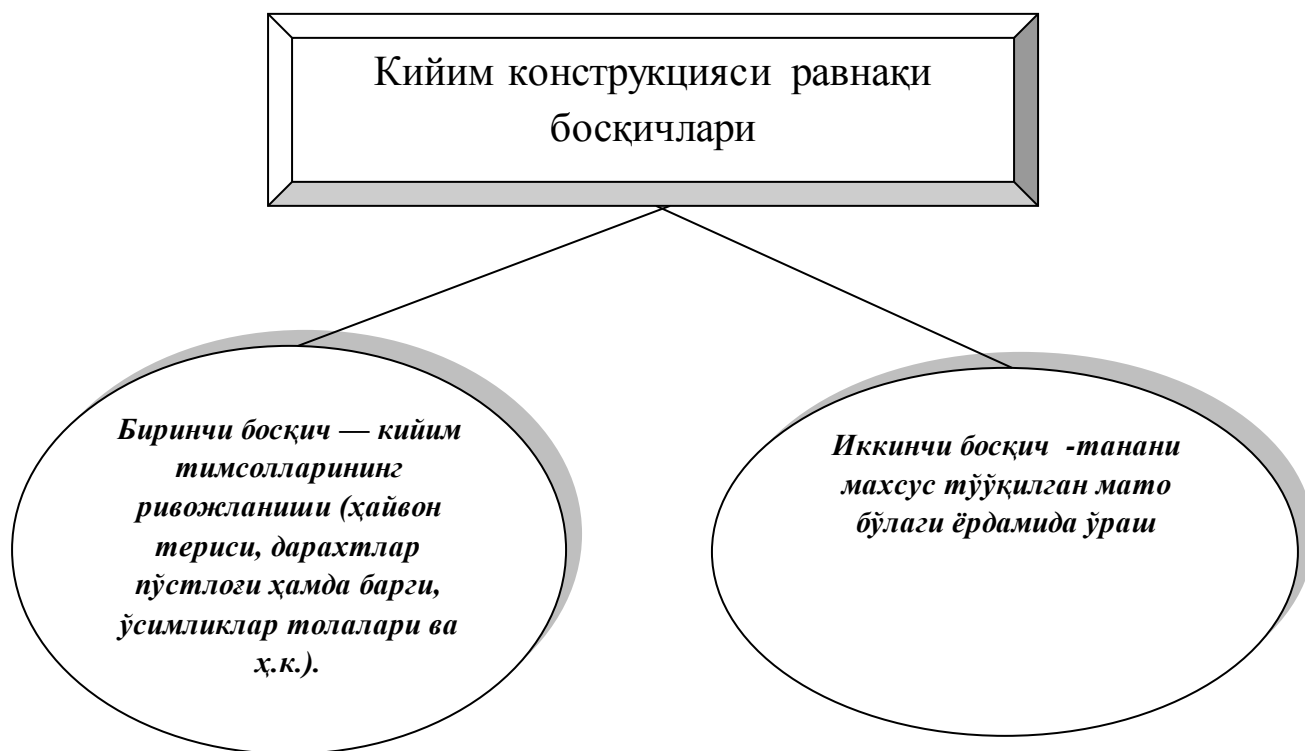 Кийим конструкцияси равнақи
босқичлари
Биринчи босқич — кийим
тимсолларининг
ривожланиши (ҳайвон
териси, дарахтлар
пўстлоғи ҳамда барги,
ўсимликлар толалари ва
ҳ.к.).
Иккинчи босқич -танани
махсус тўўқилган мато
бўлаги ёрдамида ўраш